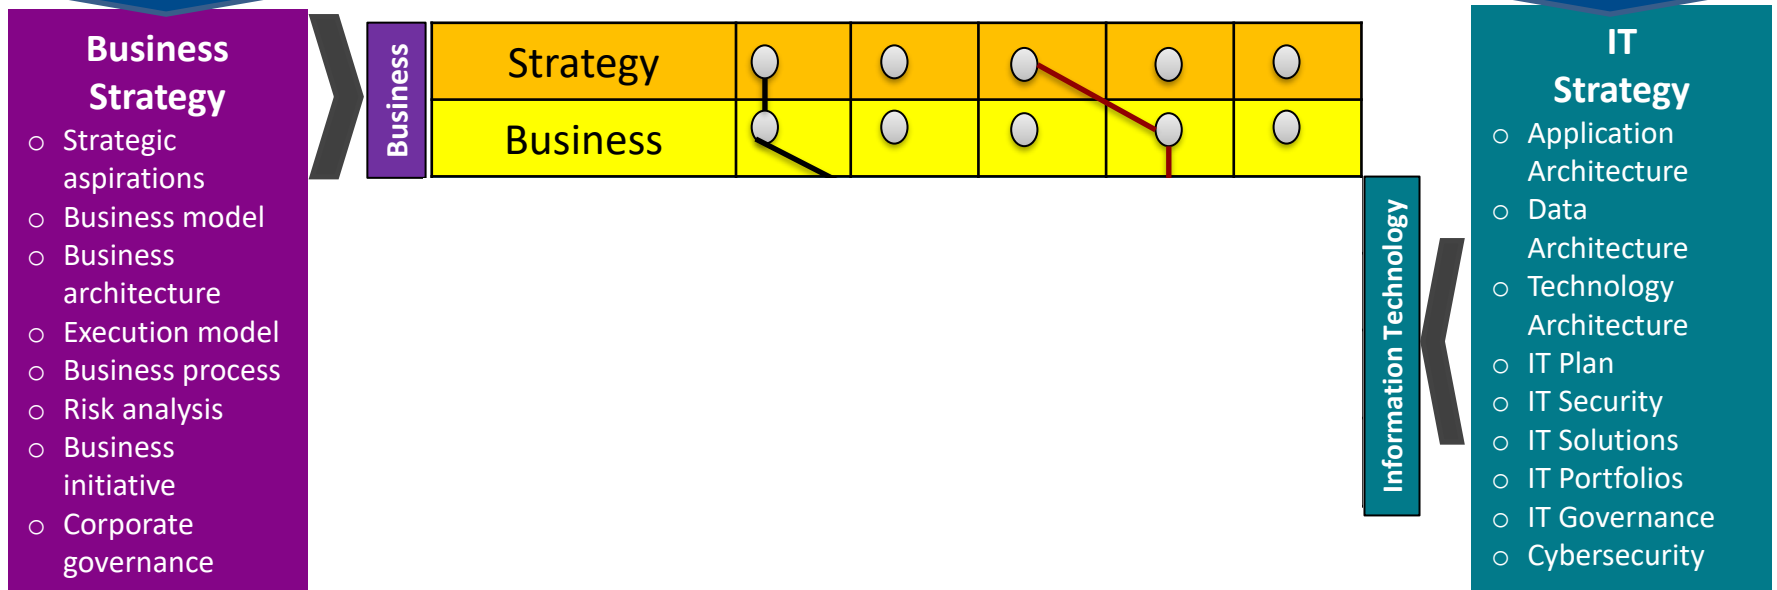 Business
Strategy
o Strategic
aspirations
o Business model
o Business
architecture
o Execution model
o Business process
o Risk analysis
o Business
initiative
o Corporate
governance
Business
Strategy
Business
Information Technology
IT
Strategy
o Application
Architecture
o Data
Architecture
o Technology
Architecture
o IT Plan
o IT Security
o IT Solutions
o IT Portfolios
o IT Governance
o Cybersecurity